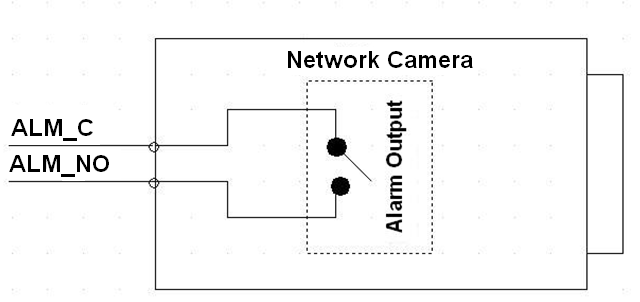 Network Camera
ALM_C
ALM_NO
Alarm Output